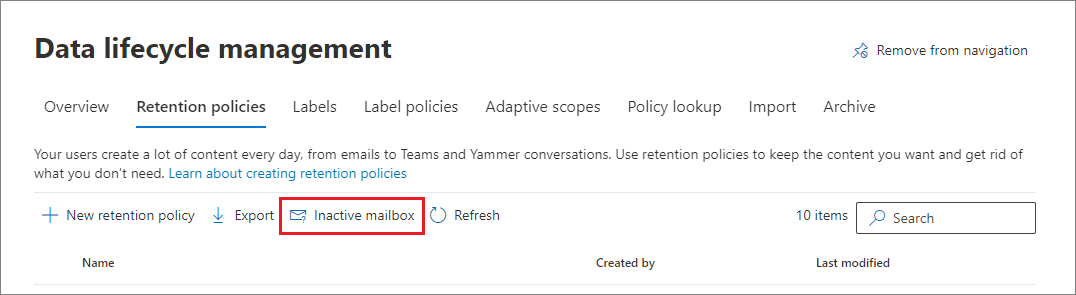 Data lifecycle management
Remove from navigation
Overview Retention policies Labels Label policies Adaptive scopes Policy lookup Import Archive
Your users create a lot of content every day, from emails to Teams and Yammer conversations. Use retention policies to keep the content you want and get rid of
what you don't need. Learn about creating retention policies
New retention policy Export Inactive mailbox Refresh 10 items Search
Name Created by Last modified